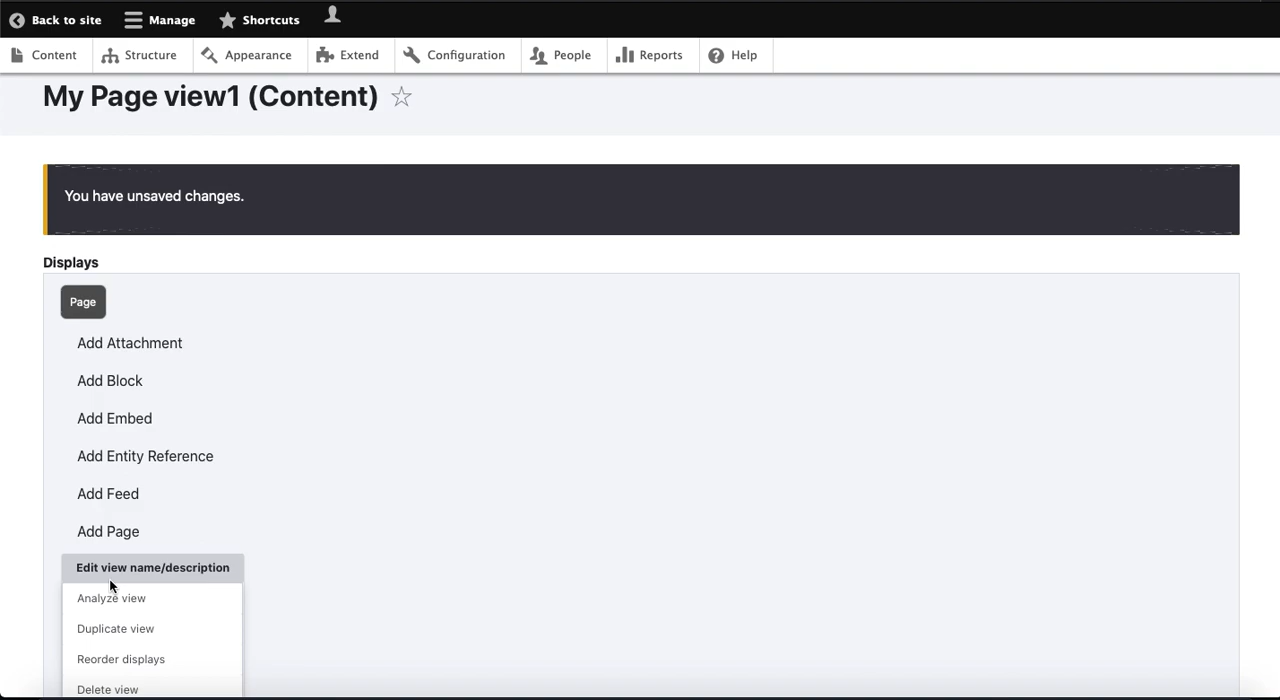 Back to site Manage Shortcuts
Content Structure Appearance Extend Configuration People Reports Help
My Page view1 (Content)
You have unsaved changes.
Displays
Page
Add Attachment
Add Block
Add Embed
Add Entity Reference
Add Feed
Add Page
Edit view name/description
Analyze view
Duplicate view
Reorder displays
Delete view